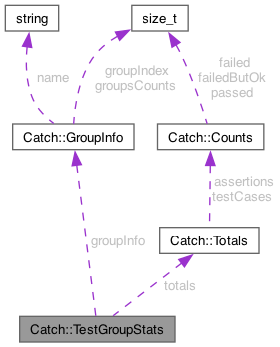 string
size_t
name
groupIndex
groupsCounts
failed
failedButOk
passed
Catch::GroupInfo
Catch::Counts
assertions
testCases
groupInfo
Catch::Totals
totals
Catch::TestGroupStats